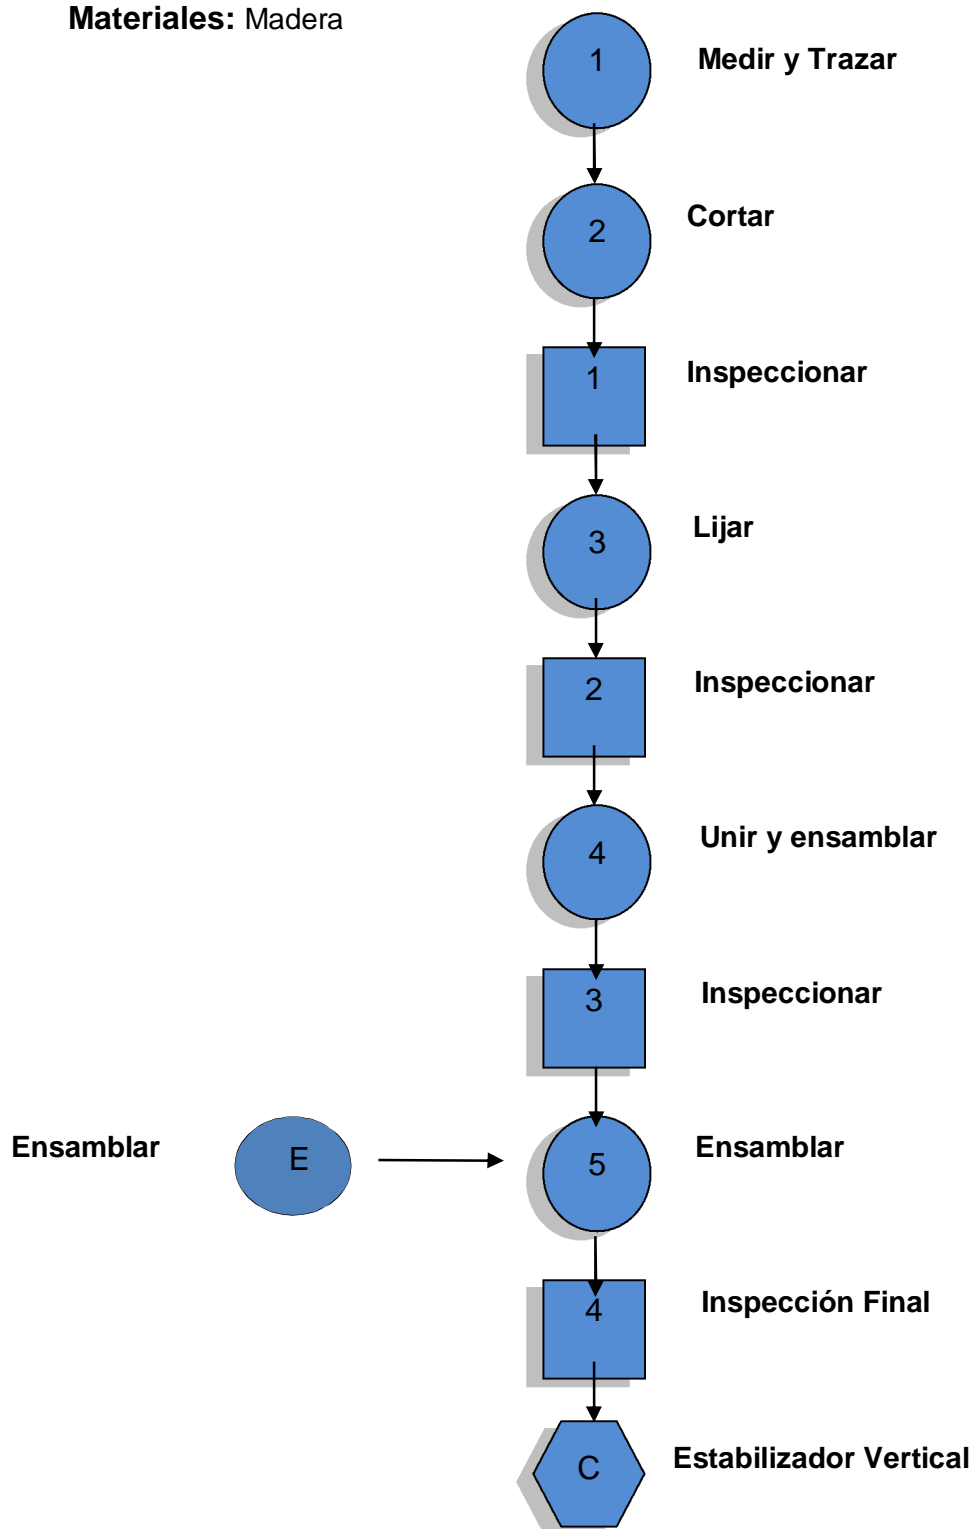 Materiales: Madera
1 Medir y Trazar
2 Cortar
1 Inspeccionar
3 Lijar
2 Inspeccionar
4 Unir y ensamblar
3 Inspeccionar
Ensamblar E 5 Ensamblar
4 Inspección Final
C Estabilizador Vertical